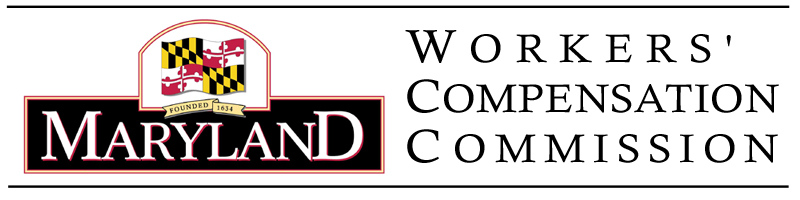 FOUNDED 1634
MARYLAND
WORKERS'
COMPENSATION
COMMISSION